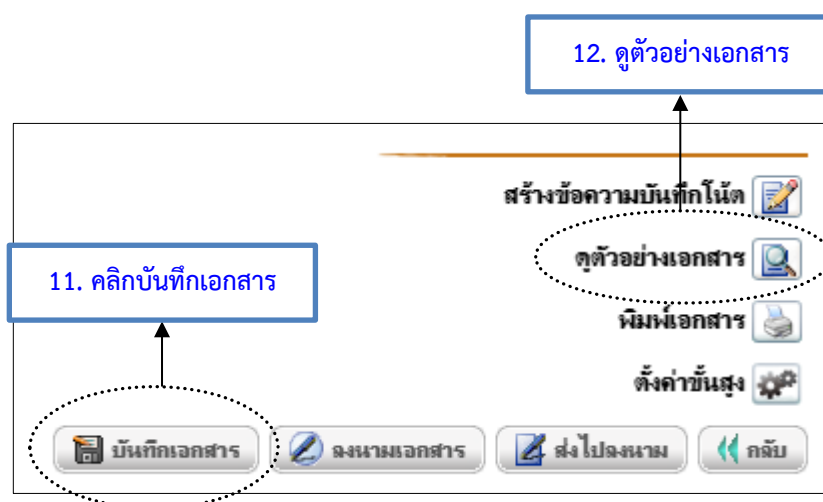 12. ดูตัวอย่างเอกสาร
สร้างข้อความบันทึกโน้ต
ดูตัวอย่างเอกสาร
11. คลิกบันทึกเอกสาร
พิมพ์เอกสาร
ตั้งค่าขั้นสูง
บันทึกเอกสาร ลงนามเอกสาร ส่งไปลงนาม กลับ